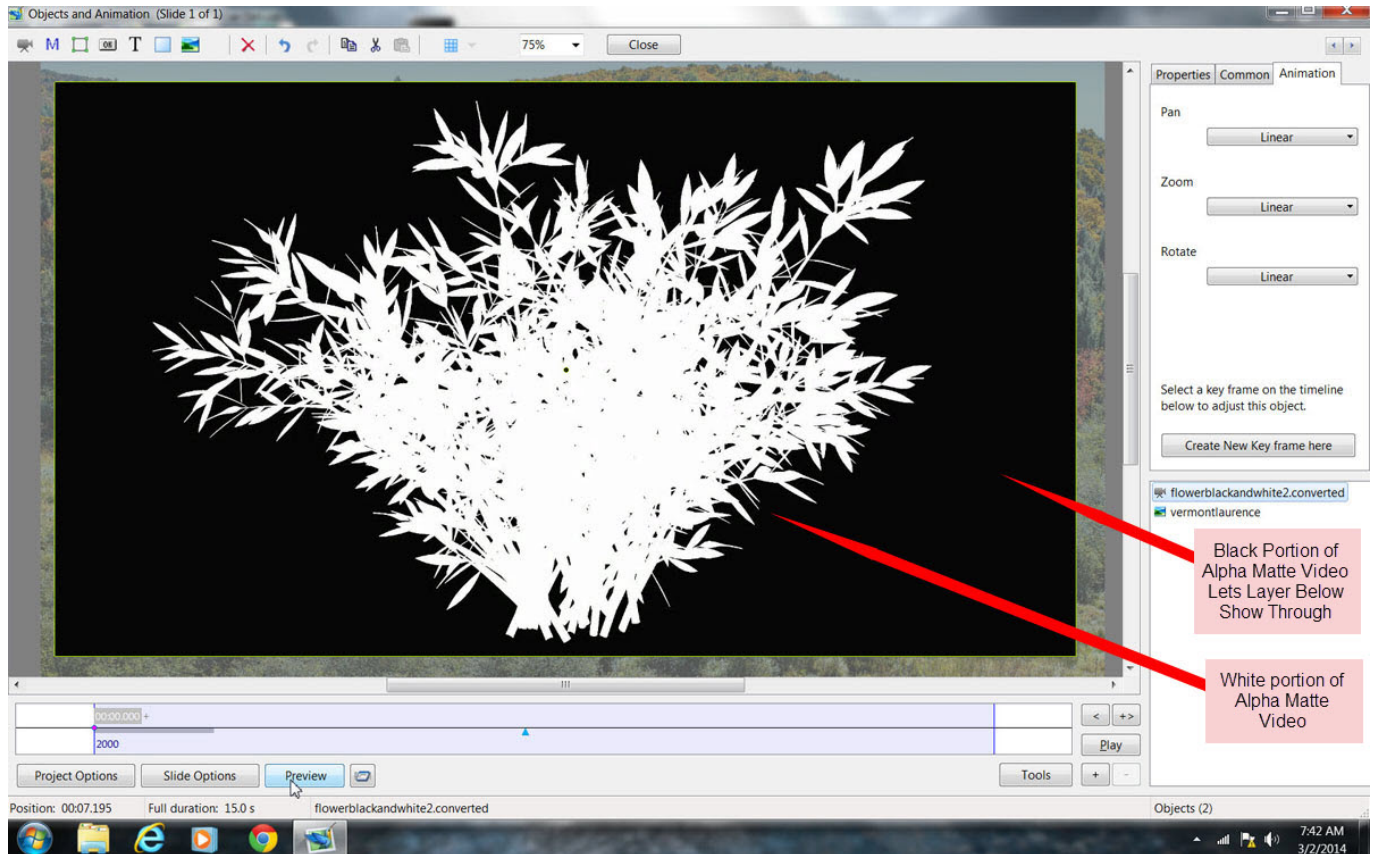 Objects and Animation (Slide 1 of 1)
M OK T 75% Close
Properties Common Animation
Pan
Linear
Zoom
Linear
Rotate
Linear
Select a key frame on the timeline
below to adjust this object.
Create New Key frame here
flowerblackandwhite2.converted
vermontlaurence
Black Portion of
Alpha Matte Video
Lets Layer Below
Show Through
White portion of
Alpha Matte
Video
00:00.000 +
2000
< +>
Play
Project Options Slide Options Preview Tools + -
Position: 00:07.195 Full duration: 15.0 s flowerblackandwhite2.converted Objects (2)
7:42 AM
3/2/2014